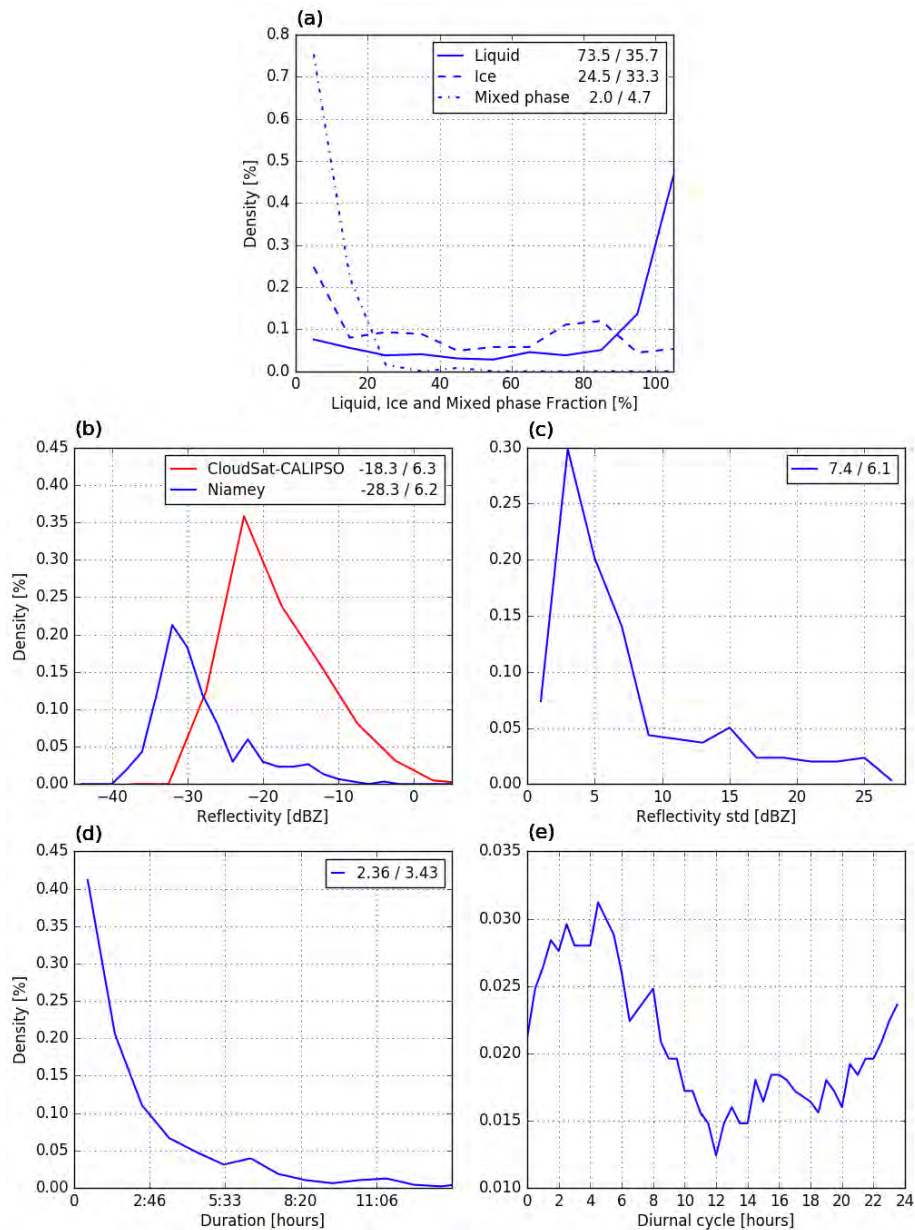 (a)
0.8
0.7
0.6
0.5
0.4
0.3
0.2
0.1
0.0
Density [%]
Liquid 73.5 / 35.7
Ice 24.5 / 33.3
Mixed phase 2.0 / 4.7
0 20 40 60 80 100
Liquid, Ice and Mixed phase Fraction [%]
(b)
0.45
0.40
0.35
0.30
0.25
0.20
0.15
0.10
0.05
0.00
Density [%]
CloudSat-CALIPSO -18.3 / 6.3
Niamey -28.3 / 6.2
−40 −30 −20 −10 0
Reflectivity [dBZ]
(c)
0.30
0.25
0.20
0.15
0.10
0.05
0.00
7.4 / 6.1
0 5 10 15 20 25
Reflectivity std [dBZ]
(d)
0.45
0.40
0.35
0.30
0.25
0.20
0.15
0.10
0.05
0.00
Density [%]
2.36 / 3.43
2:46 5:33 8:20 11:06
Duration [hours]
(e)
0.035
0.030
0.025
0.020
0.015
0.010
0 2 4 6 8 10 12 14 16 18 20 22 24
Diurnal cycle [hours]